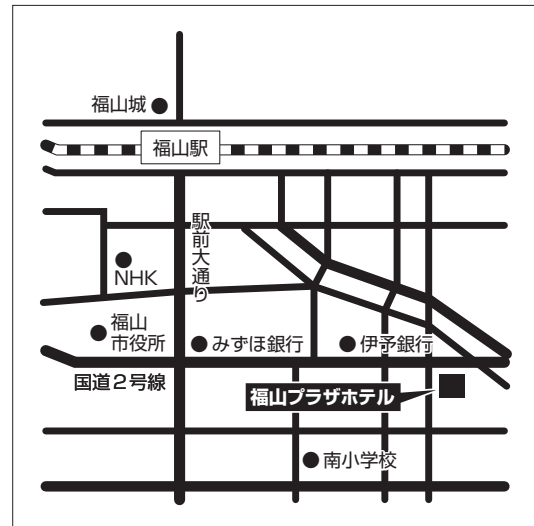 福山城
福山駅
駅前大通り
NHK
福山
市役所
みずほ銀行
伊予銀行
国道2号線
福山プラザホテル
南小学校